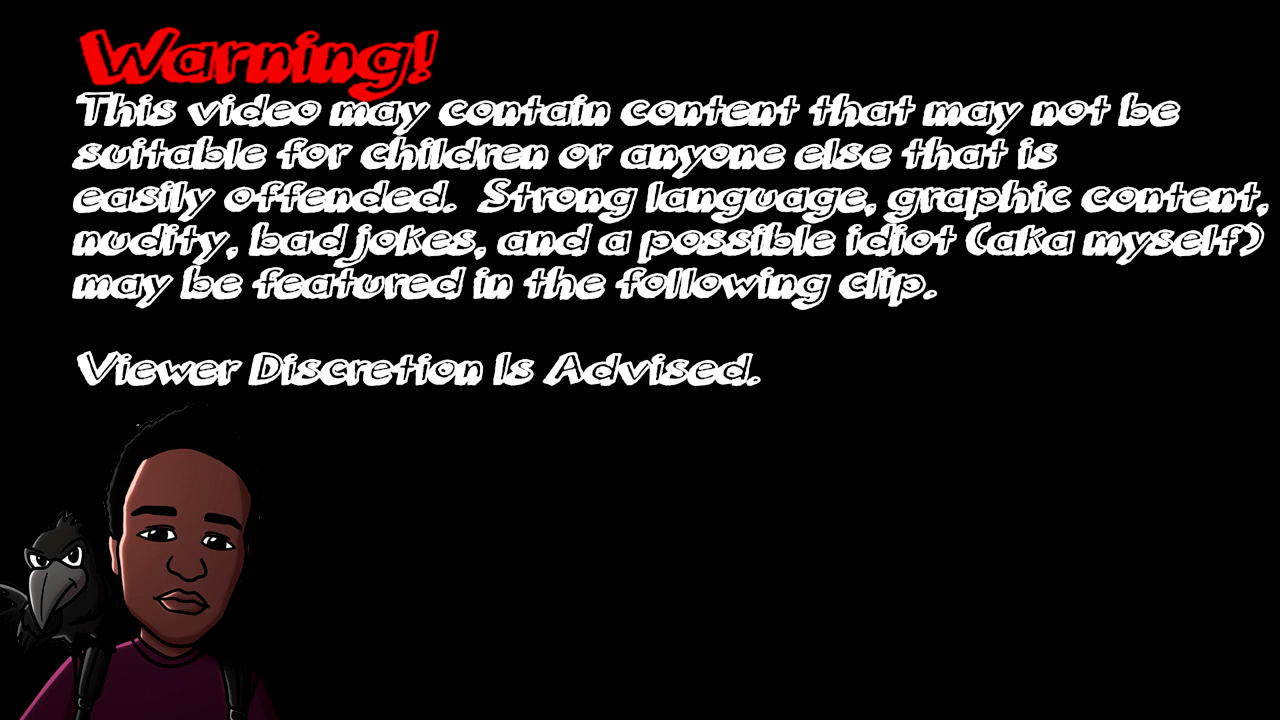 Warning!
This video may contain content that may not be
suitable for children or anyone else that is
easily offended.  Strong language, graphic content,
nudity, bad jokes, and a possible idiot (aka myself)
may be featured in the following clip.
Viewer Discretion Is Advised.